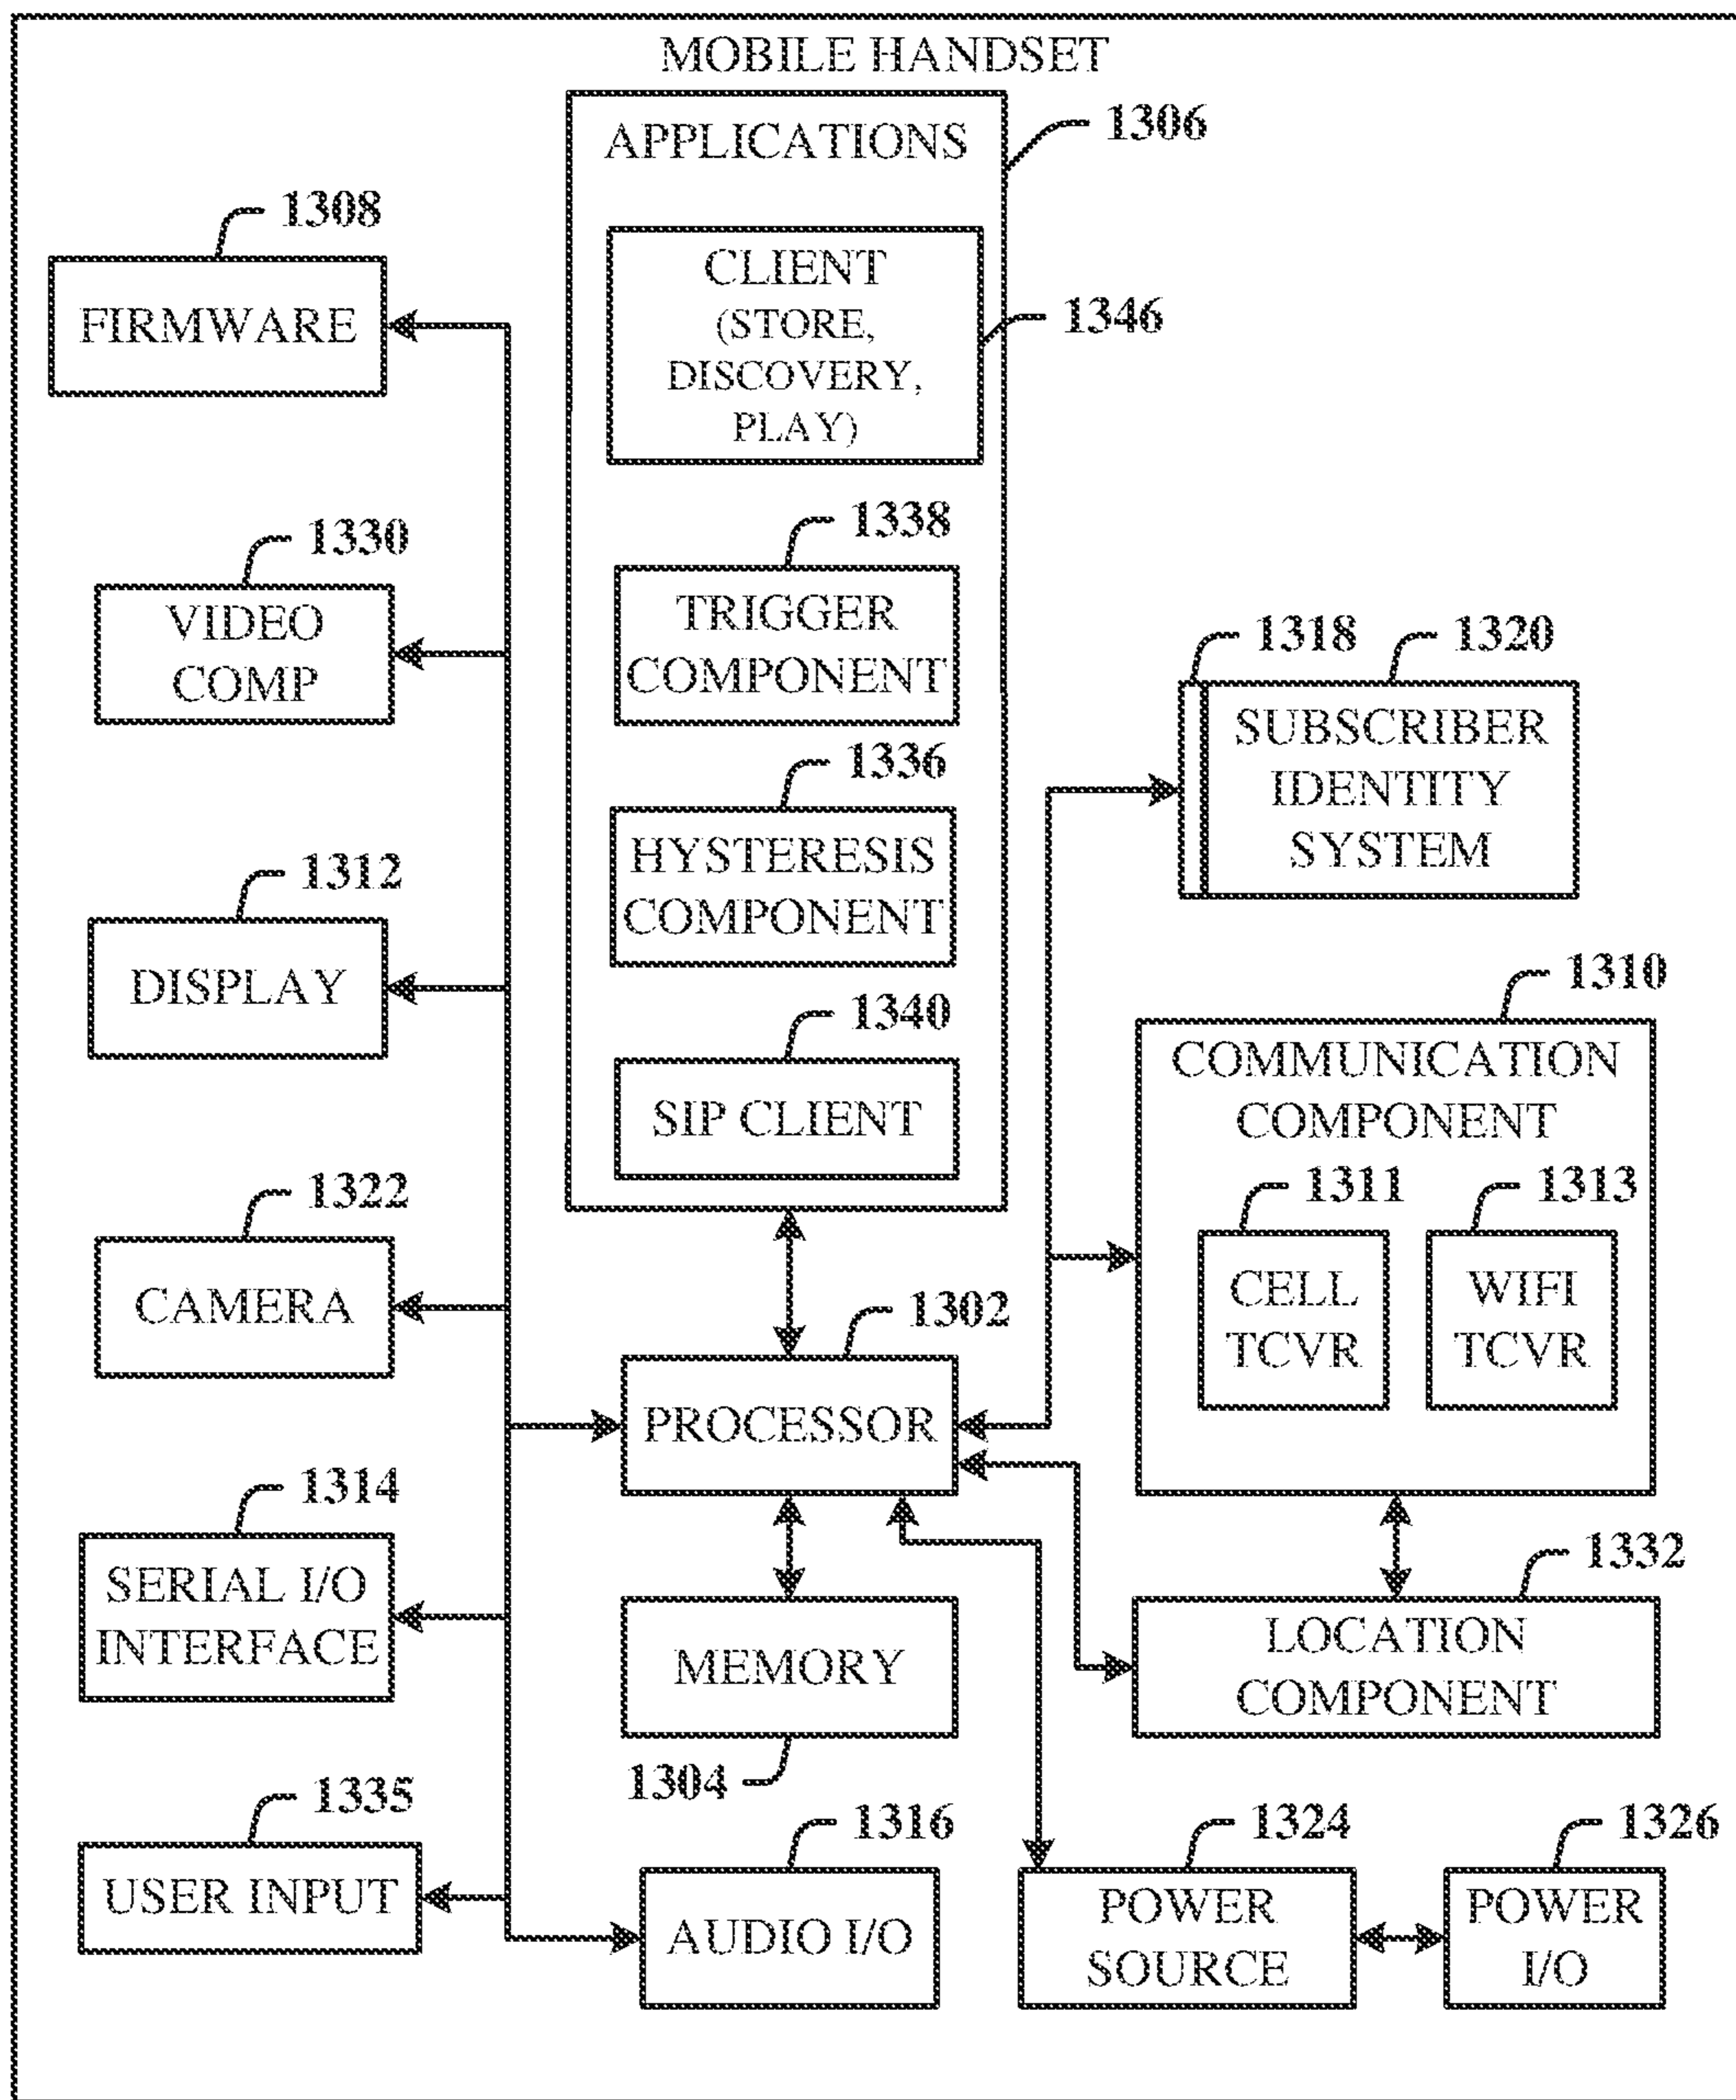 MOBILE HANDSET
APPLICATIONS
1306
1308
FIRMWARE
CLIENT
(STORE,
DISCOVERY,
PLAY)
1346
1330
VIDEO
COMP
1338
TRIGGER
COMPONENT
1336
HYSTERESIS
COMPONENT
1318
1320
SUBSCRIBER
IDENTITY
SYSTEM
1312
DISPLAY
1340
SIP CLIENT
1310
COMMUNICATION
COMPONENT
1311
CELL
TCVR
1313
WIFI
TCVR
1322
CAMERA
1302
PROCESSOR
1314
SERIAL I/O
INTERFACE
MEMORY
1304
1332
LOCATION
COMPONENT
1335
USER INPUT
1316
AUDIO I/O
1324
POWER
SOURCE
1326
POWER
I/O